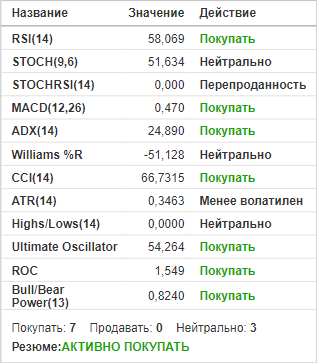 Название Значение Действие
RSI(14) 58,069 Покупать
STOCH(9,6) 51,634 Нейтрально
STOCHRSI(14) 0,000 Перепроданность
MACD(12,26) 0,470 Покупать
ADX(14) 24,890 Покупать
Williams %R -51,128 Нейтрально
CCI(14) 66,7315 Покупать
ATR(14) 0,3463 Менее волатилен
Highs/Lows(14) 0,0000 Нейтрально
Ultimate Oscillator 54,264 Покупать
ROC 1,549 Покупать
Bull/Bear
Power(13) 0,8240 Покупать
Покупать: 7 Продавать: 0 Нейтрально: 3
Резюме:АКТИВНО ПОКУПАТЬ